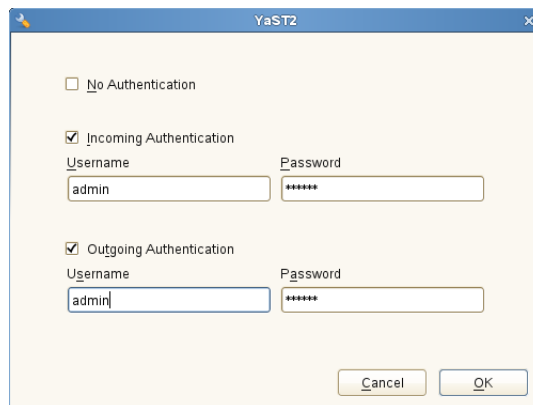 YaST2
No Authentication
Incoming Authentication
Username Password
admin ******
Outgoing Authentication
Username Password
admin ******
Cancel OK